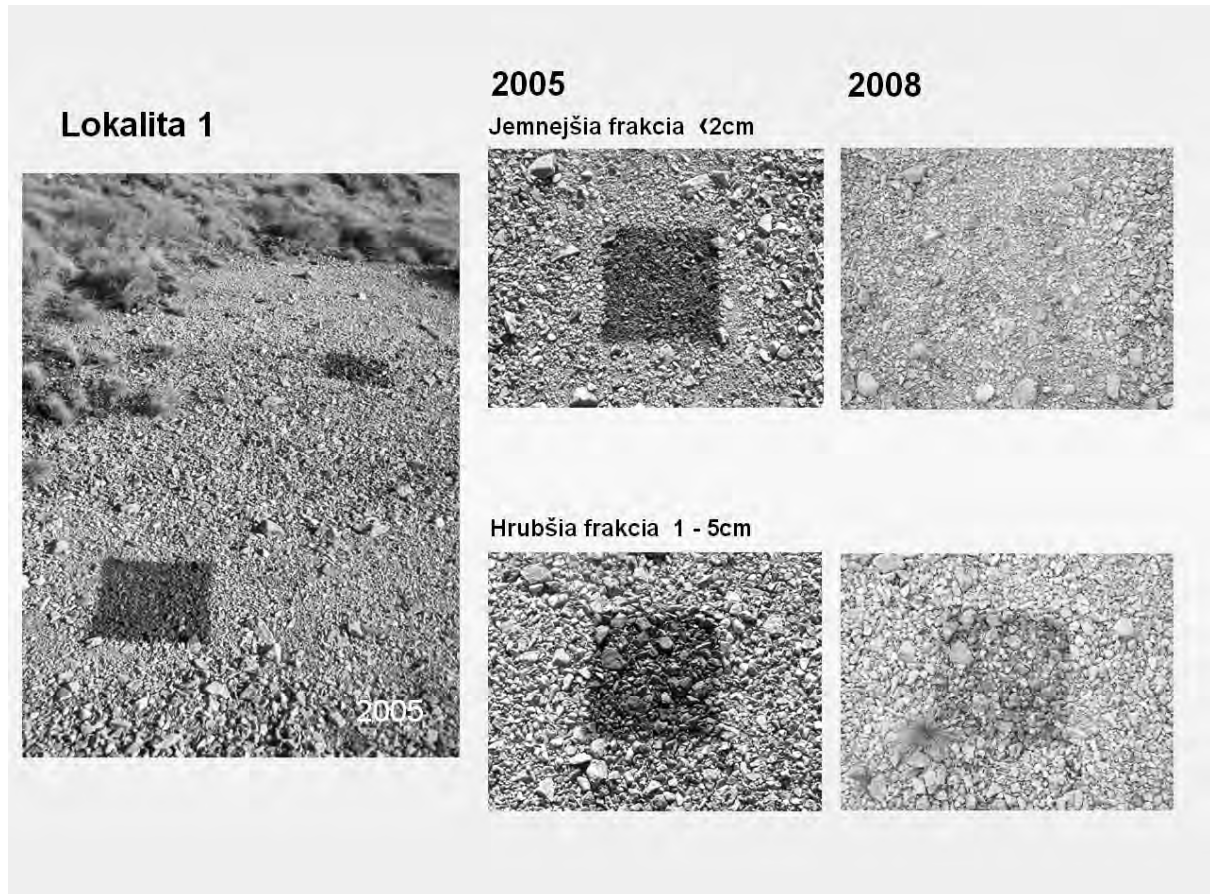 Lokalita 1
2005
2005
Jemnejšia frakcia <2cm
2008
Hrubšia frakcia 1 - 5cm